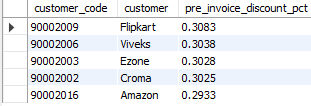 customer_code customer pre_invoice_discount_pct
90002009 Flipkart 0.3083
90002006 Viveks 0.3038
90002003 Ezone 0.3028
90002002 Croma 0.3025
90002016 Amazon 0.2933